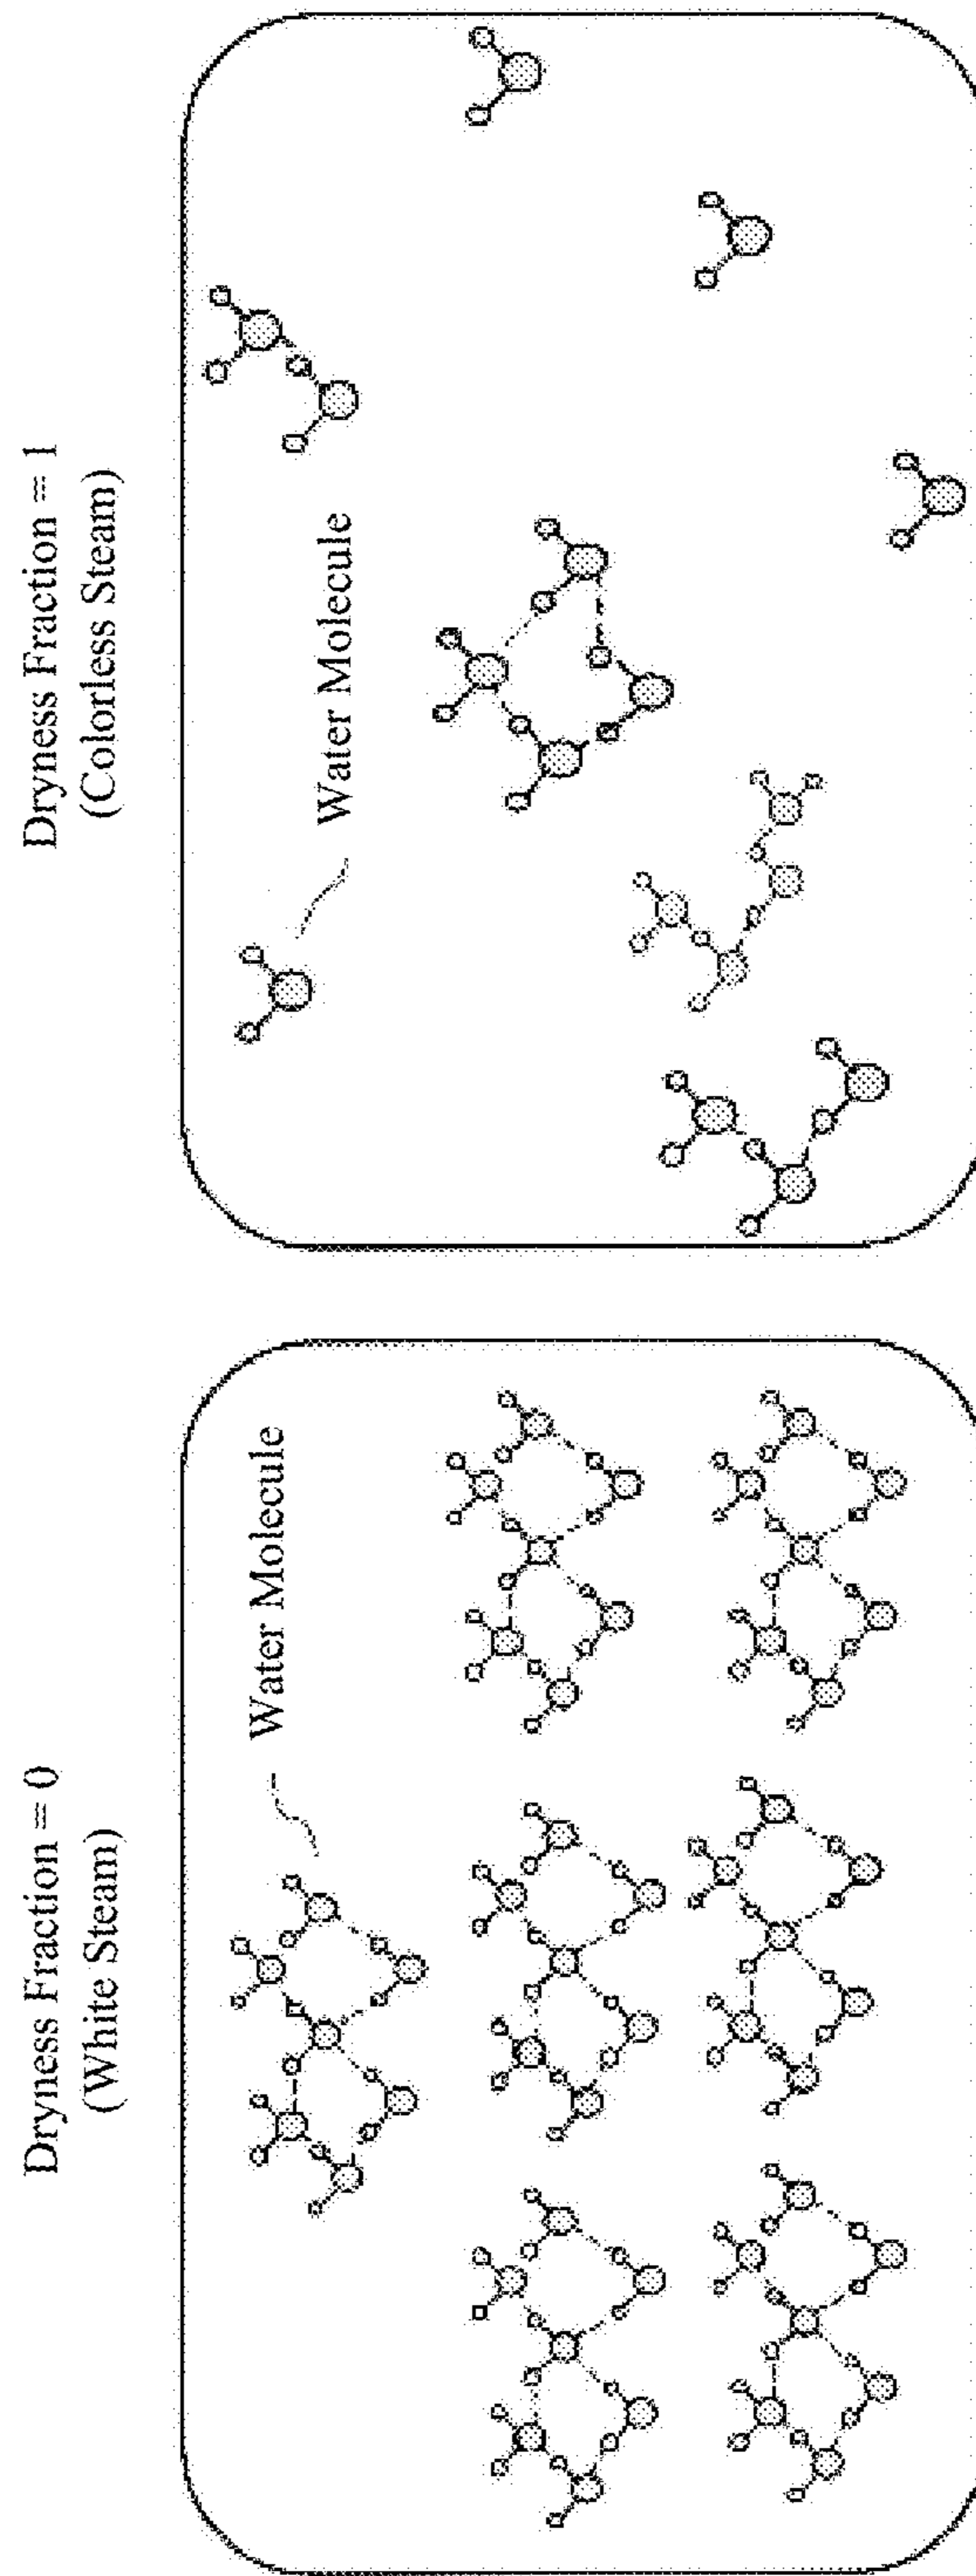 Dryness Fraction = 0
(White Steam)
Water Molecule
Dryness Fraction = 1
(Colorless Steam)
Water Molecule